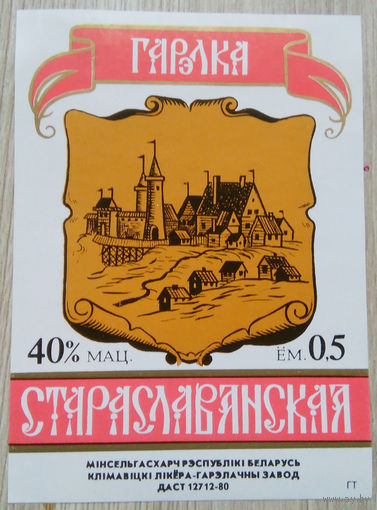 ГАРЭЛКА
40% МАЦ. ЁМ. 0,5
СТАРАСЛАВЯНСКАЯ
МІНСЕЛЬГАСХАРЧ РЭСПУБЛІКІ БЕЛАРУСЬ
КЛІМАВІЦКІ ЛІКЁРА-ГАРЭЛАЧНЫ ЗАВОД
ДАСТ 12712-80
ГТ